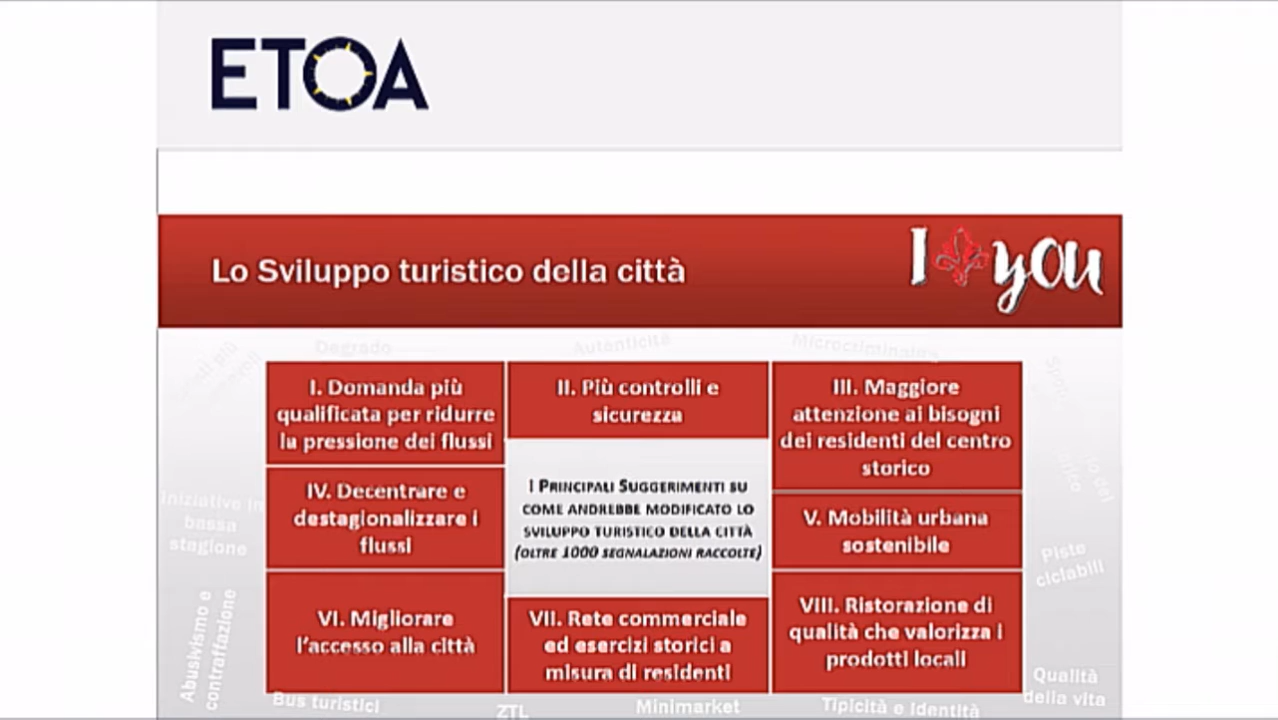 ETOA
Lo Sviluppo turistico della città
I you
Degrado
Autenticità
Microcriminalità
I. Domanda più
qualificata per ridurre
la pressione dei flussi
II. Più controlli e
sicurezza
III. Maggiore
attenzione ai bisogni
dei residenti del centro
storico
IV. Decentrare e
destagionalizzare i
flussi
I PRINCIPALI SUGGERIMENTI SU
COME ANDREBBE MODIFICATO LO
SVILUPPO TURISTICO DELLA CITTÀ
(OLTRE 1000 SEGNALAZIONI RACCOLTE)
V. Mobilità urbana
sostenibile
Iniziative in
bassa
stagione
Piste
ciclabili
VI. Migliorare
l'accesso alla città
VII. Rete commerciale
ed esercizi storici a
misura di residenti
VIII. Ristorazione di
qualità che valorizza i
prodotti locali
Abusivismo e
contraffazione
Qualità
della vita
Bus turistici
ZTL
Minimarket
Tipicità e Identità